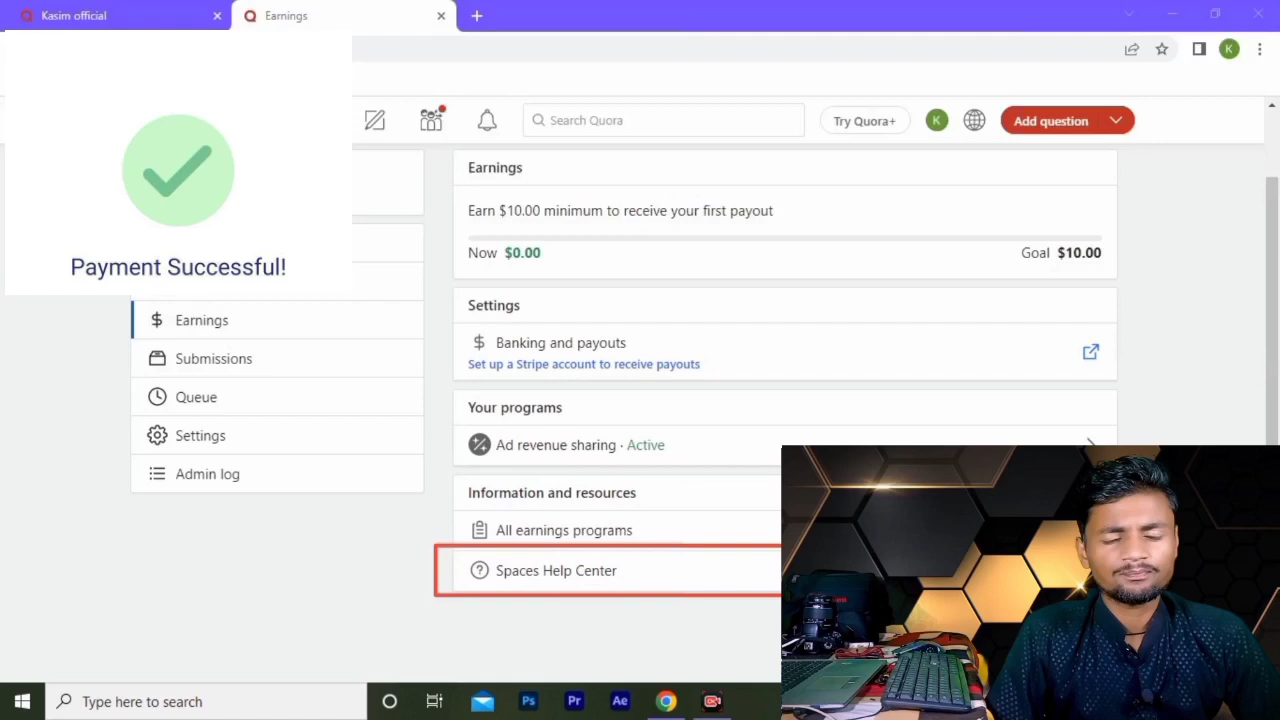 Kasim official
Earnings
K
Search Quora
Try Quora+
K
Add question
Payment Successful!
Earnings
Earn $10.00 minimum to receive your first payout
Now $0.00
Goal $10.00
Earnings
Submissions
Queue
Settings
Admin log
Settings
Banking and payouts
Set up a Stripe account to receive payouts
Your programs
Ad revenue sharing · Active
Information and resources
All earnings programs
Spaces Help Center
Type here to search
Ps
Pr
Ae